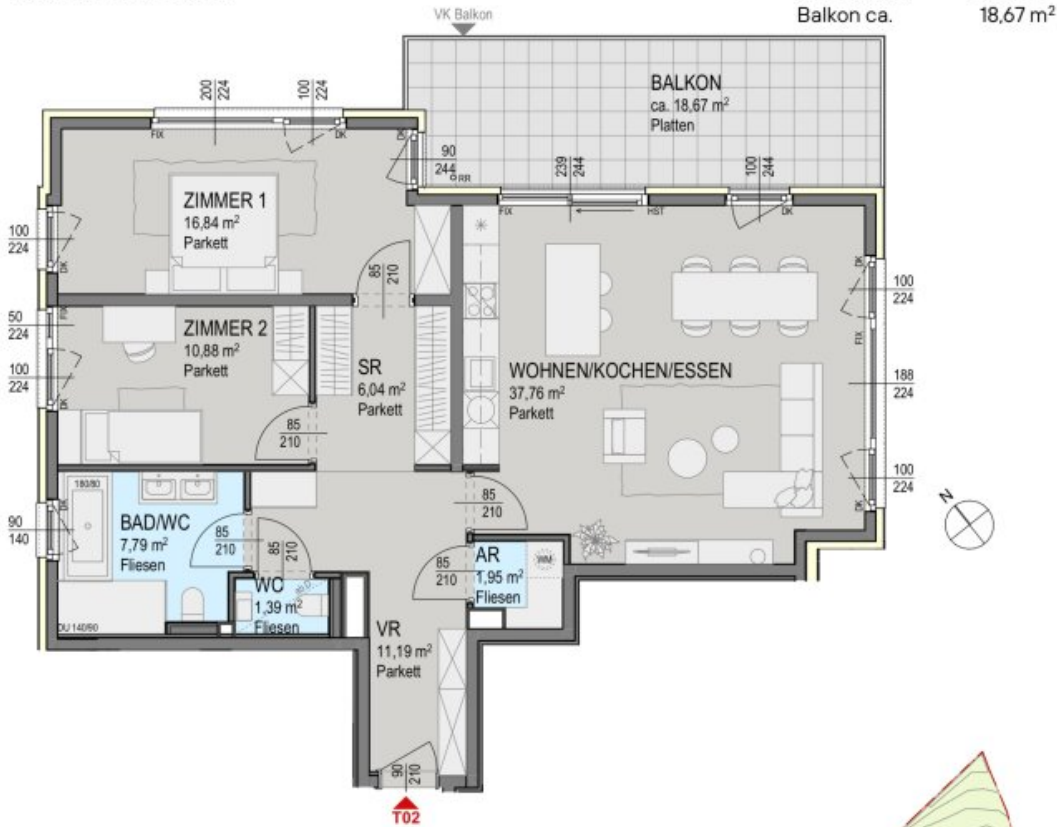 Balkon ca. 18,67 m²
VK Balkon
BALKON
ca. 18,67 m²
Platten
200
224
100
224
FIX
DK
DK
90
244
RR
239
244
100
244
FIX
HST
DK
ZIMMER 1
16,84 m²
Parkett
100
224
DK
85
210
DK
100
224
FIX
50
224
FIX
ZIMMER 2
10,88 m²
Parkett
100
224
DK
SR
6,04 m²
Parkett
WOHNEN/KOCHEN/ESSEN
37,76 m²
Parkett
188
224
85
210
100
224
DK
180/80
DK
90
140
BAD/WC
7,79 m²
Fliesen
85
210
85
210
85
210
85
210
AR
1,95 m²
Fliesen
WM
WC
1,39 m²
Fliesen
DU 140/90
VR
11,19 m²
Parkett
90
210
T02
N